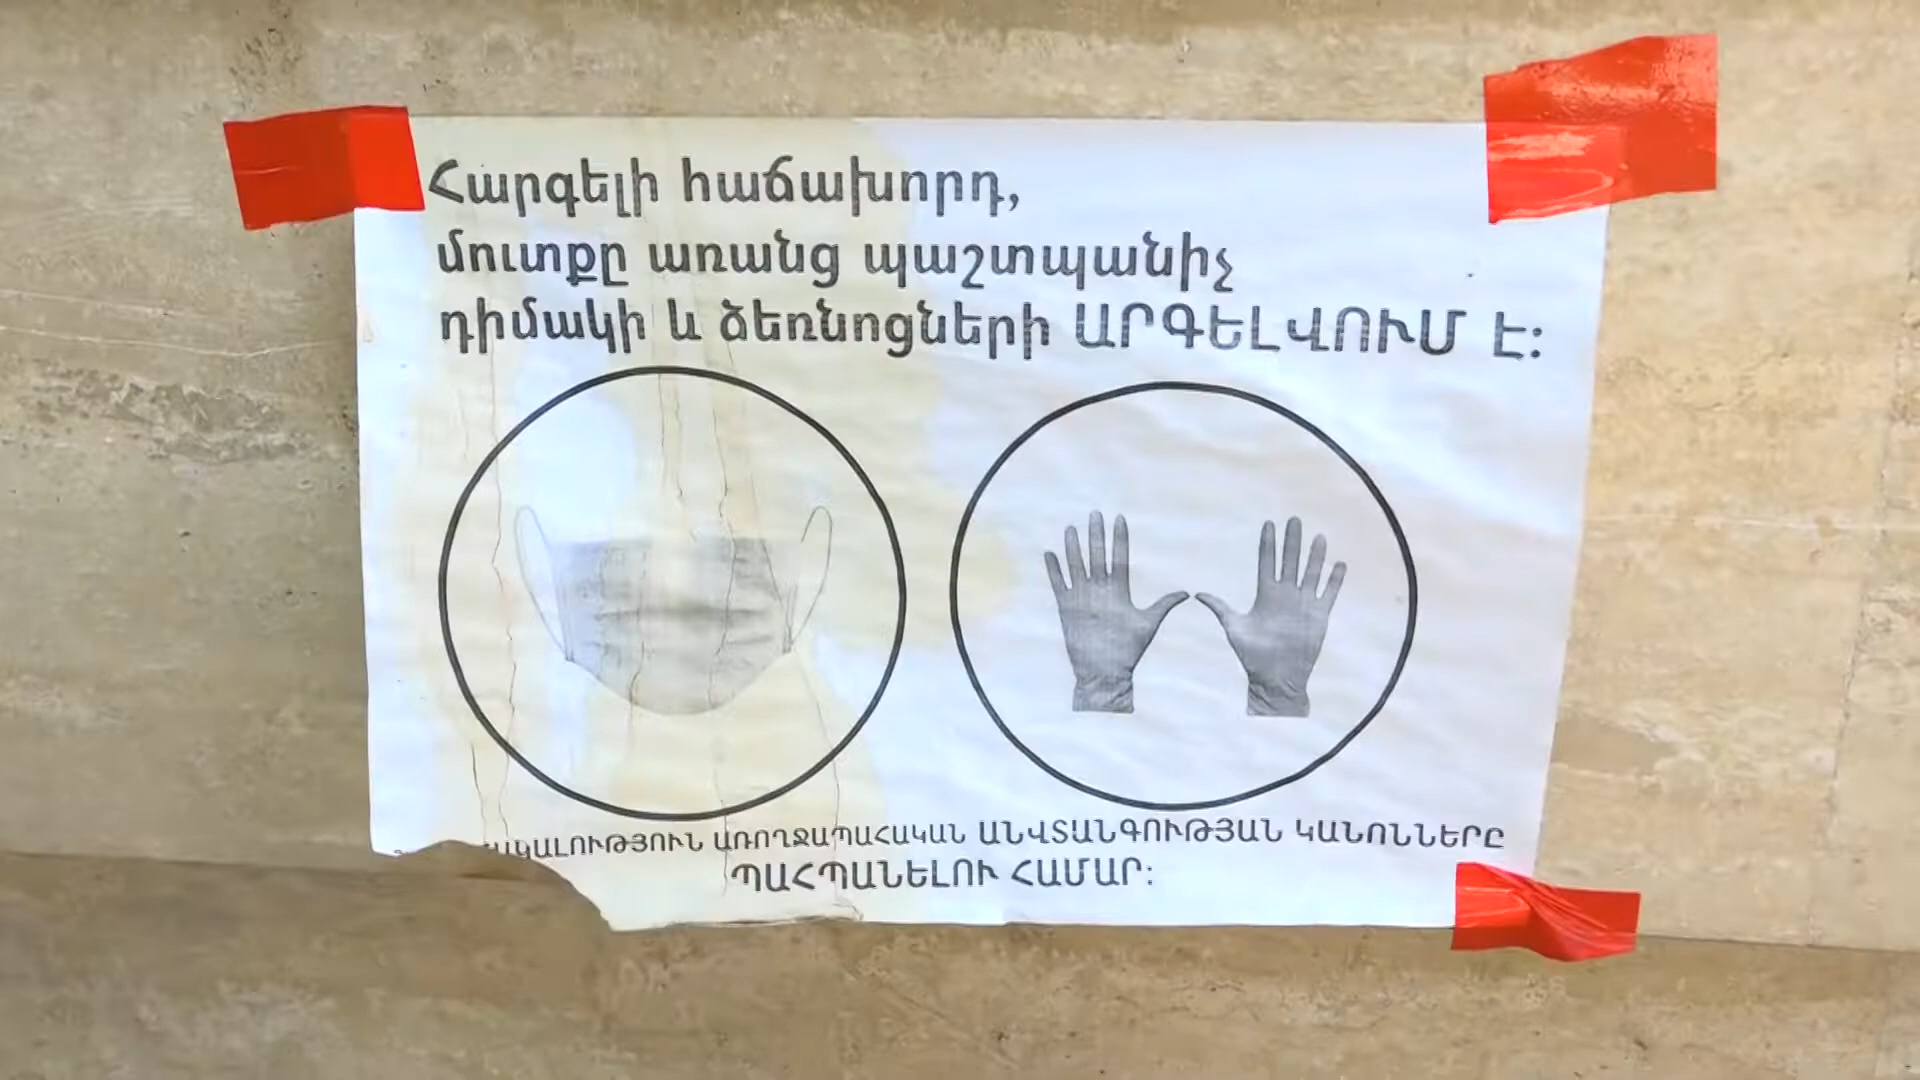 Հարգելի հաճախորդ,
մուտքը առանց պաշտպանիչ
դիմակի և ձեռնոցների ԱՐԳԵԼՎՈՒՄ Է:
ԱՌՈՂՋԱՊԱՀԱԿԱՆ ԱՆՎՏԱՆԳՈՒԹՅԱՆ ԿԱՆՈՆՆԵՐԸ
ՊԱՀՊԱՆԵԼՈՒ ՀԱՄԱՐ: